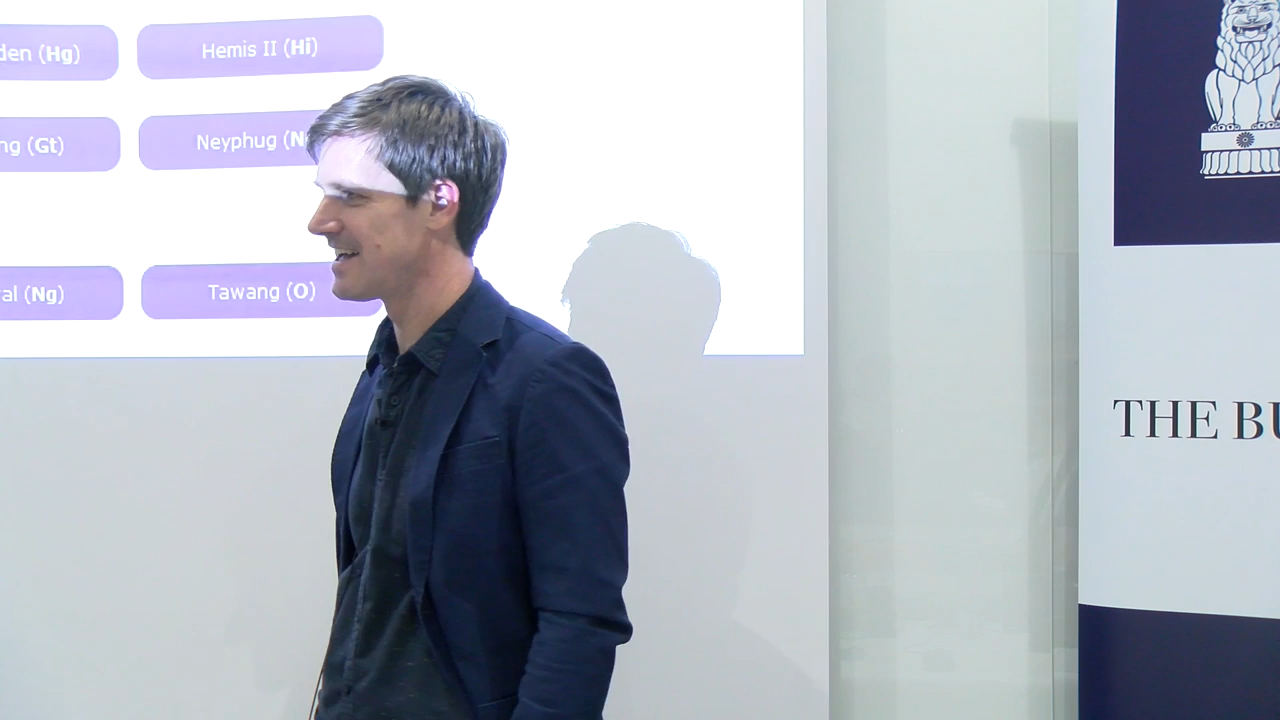 den (Hg)
Hemis II (Hi)
ng (Gt)
Neyphug (N
al (Ng)
Tawang (O)
THE BU